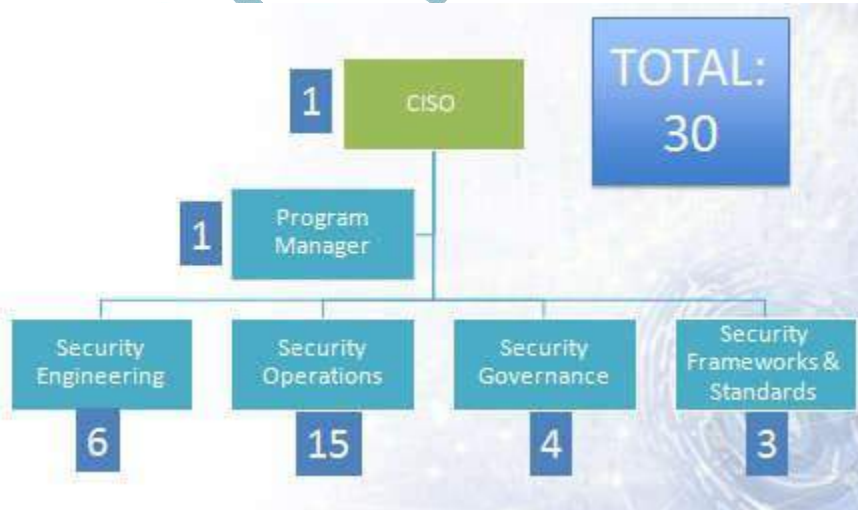 1
CISO
TOTAL:
30
1
Program
Manager
Security
Engineering
Security
Operations
Security
Governance
Security
Frameworks &
Standards
6
15
4
3